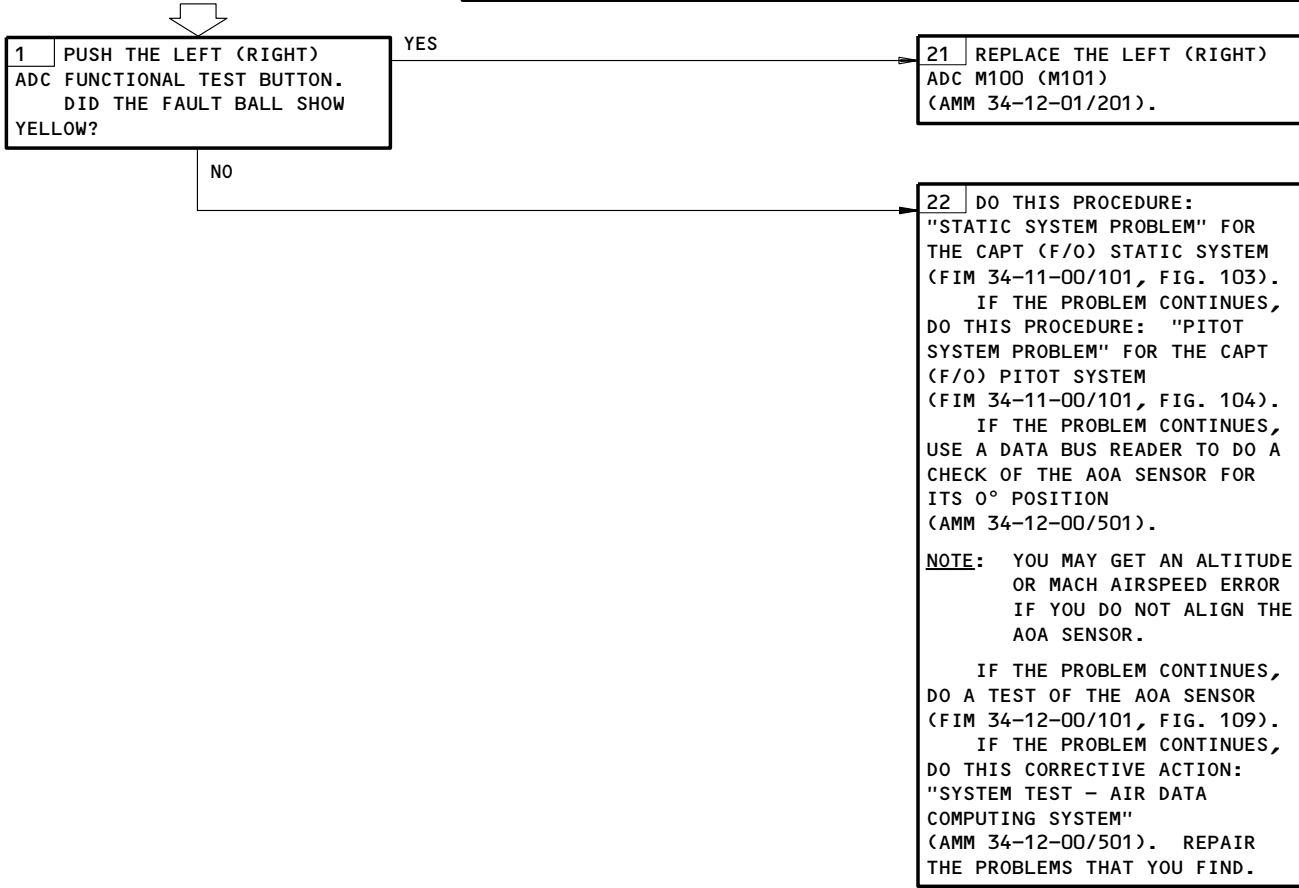 1 PUSH THE LEFT (RIGHT)
ADC FUNCTIONAL TEST BUTTON.
DID THE FAULT BALL SHOW
YELLOW?
YES
NO
21 REPLACE THE LEFT (RIGHT)
ADC M100 (M101)
(AMM 34-12-01/201).
22 DO THIS PROCEDURE:
"STATIC SYSTEM PROBLEM" FOR
THE CAPT (F/O) STATIC SYSTEM
(FIM 34-11-00/101, FIG. 103).
IF THE PROBLEM CONTINUES,
DO THIS PROCEDURE: "PITOT
SYSTEM PROBLEM" FOR THE CAPT
(F/O) PITOT SYSTEM
(FIM 34-11-00/101, FIG. 104).
IF THE PROBLEM CONTINUES,
USE A DATA BUS READER TO DO A
CHECK OF THE AOA SENSOR FOR
ITS 0° POSITION
(AMM 34-12-00/501).
NOTE: YOU MAY GET AN ALTITUDE
OR MACH AIRSPEED ERROR
IF YOU DO NOT ALIGN THE
AOA SENSOR.
IF THE PROBLEM CONTINUES,
DO A TEST OF THE AOA SENSOR
(FIM 34-12-00/101, FIG. 109).
IF THE PROBLEM CONTINUES,
DO THIS CORRECTIVE ACTION:
"SYSTEM TEST - AIR DATA
COMPUTING SYSTEM"
(AMM 34-12-00/501). REPAIR
THE PROBLEMS THAT YOU FIND.